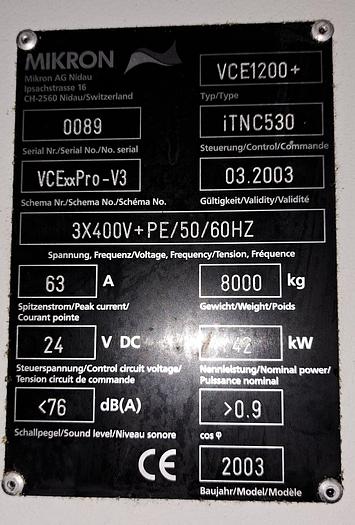 MIKRON
Mikron AG Nidau
Ipsachstrasse 16
CH-2560 Nidau/Switzerland
VCE1200+
Typ/Type
0089
Serial Nr./Serial No./No. serial
iTNC530
Steuerung/Control/Commande
VCExxPro-V3
Schema Nr./Schema No./Schéma No.
03.2003
Gültigkeit/Validity/Validité
3X400V+PE/50/60HZ
Spannung, Frequenz/Voltage, Frequency/Tension, Fréquence
63 A
Spitzenstrom/Peak current/
Courant pointe
8000 kg
Gewicht/Weight/Poids
24 V DC
Steuerspannung/Control circuit voltage/
Tension circuit de commande
42 kW
Nennleistung/Nominal power/
Puissance nominal
<76 dB(A)
Schallpegel/Sound level/Niveau sonore
>0.9
cos φ
CE
2003
Baujahr/Model/Modèle